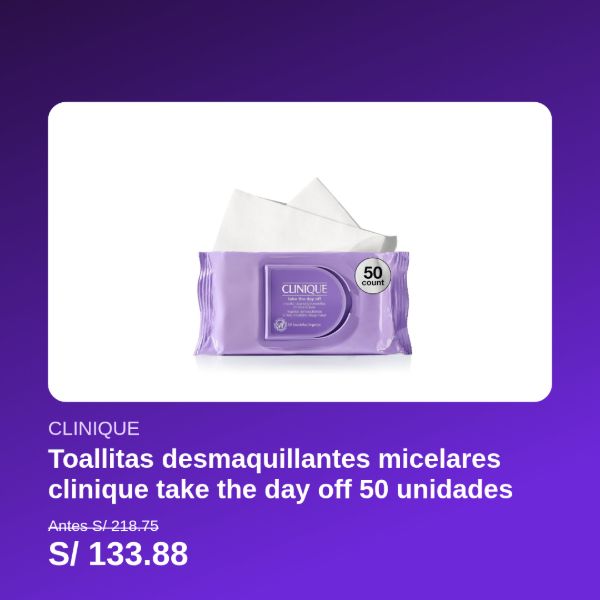 50
count
CLINIQUE
take the day off
CLINIQUE
Toallitas desmaquillantes micelares
clinique take the day off 50 unidades
Antes S/ 218.75
S/ 133.88